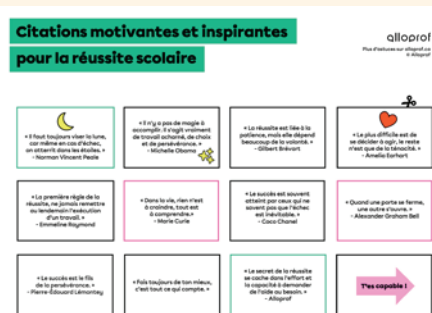 Citations motivantes et inspirantes
pour la réussite scolaire
alloprof
Plus d'astuces sur alloprof.ca
© Alloprof
« Il faut toujours viser la lune,
car même en cas d'échec,
on atterrit dans les étoiles. »
- Norman Vincent Peale
« Il n'y a pas de magie à
accomplir. Il s'agit vraiment
de travail acharné, de choix
et de persévérance. »
- Michelle Obama
« La réussite est liée à la
patience, mais elle dépend
beaucoup de la volonté. »
- Gilbert Brévart
« Le plus difficile est de
se décider à agir, le reste
n'est que de la ténacité. »
- Amelia Earhart
« La première règle de la
réussite, ne jamais remettre
au lendemain l'exécution
d'un travail. »
- Emmeline Raymond
« Dans la vie, rien n'est
à craindre, tout est
à comprendre.»
- Marie Curie
« Le succès est souvent
atteint par ceux qui ne
savent pas que l'échec
est inévitable. »
- Coco Chanel
« Quand une porte se ferme,
une autre s'ouvre. »
- Alexander Graham Bell
« Le succès est le fils
de la persévérance. »
- Pierre-Édouard Lémontey
« Fais toujours de ton mieux,
c'est tout ce qui compte. »
« Le secret de la réussite
se cache dans l'effort et
la capacité à demander
de l'aide au besoin. »
- Alloprof
T'es capable !